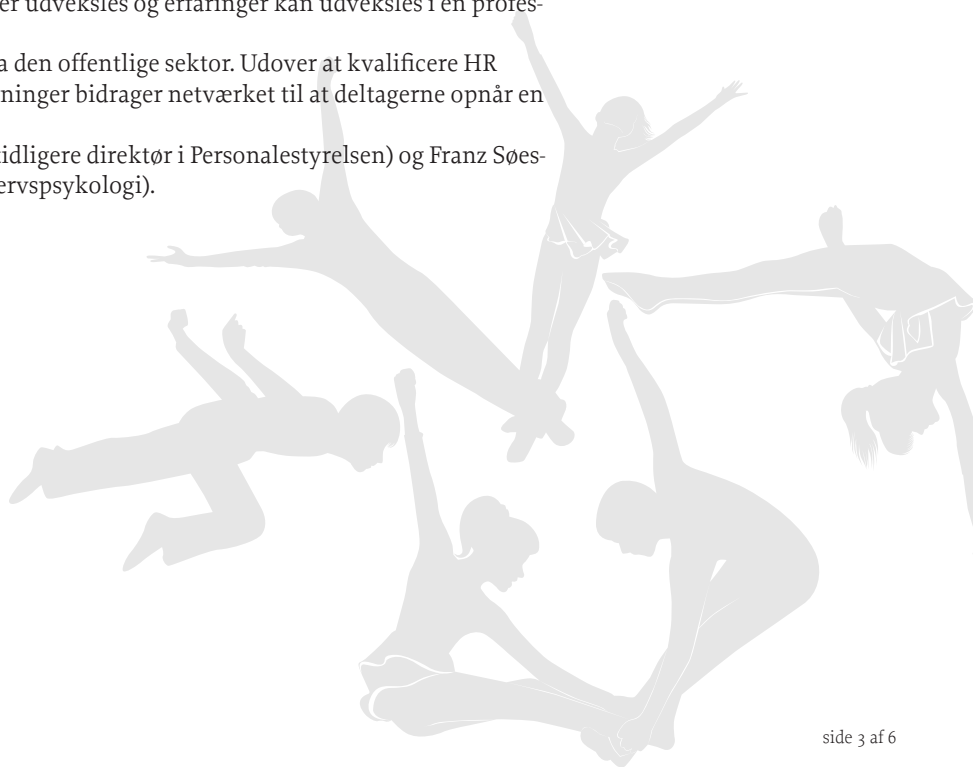 er udveksles og erfaringer kan udveksles i en profes-
a den offentlige sektor. Udover at kvalificere HR
ninger bidrager netværket til at deltagerne opnår en
tidligere direktør i Personalestyrelsen) og Franz Søes-
ervspsykologi).
side 3 af 6